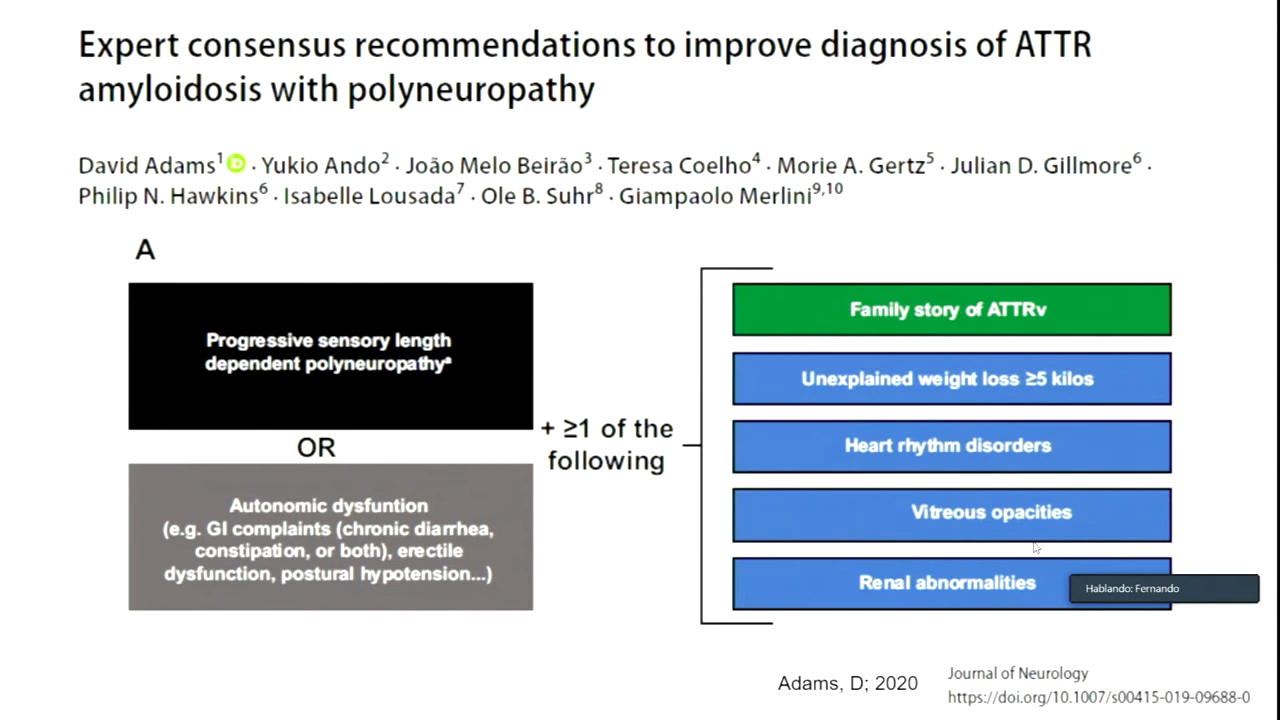 Expert consensus recommendations to improve diagnosis of ATTR
amyloidosis with polyneuropathy
David Adams1 iD · Yukio Ando2 · João Melo Beirão3 · Teresa Coelho4 · Morie A. Gertz5 · Julian D. Gillmore6 ·
Philip N. Hawkins6 · Isabelle Lousada7 · Ole B. Suhr8 · Giampaolo Merlini9,10
A
Progressive sensory length
dependent polyneuropathya
OR
Autonomic dysfuntion
(e.g. GI complaints (chronic diarrhea,
constipation, or both), erectile
dysfunction, postural hypotension...)
+ ≥1 of the
following
Family story of ATTRv
Unexplained weight loss ≥5 kilos
Heart rhythm disorders
Vitreous opacities
Renal abnormalities
Hablando: Fernando
Adams, D; 2020
Journal of Neurology
https://doi.org/10.1007/s00415-019-09688-0